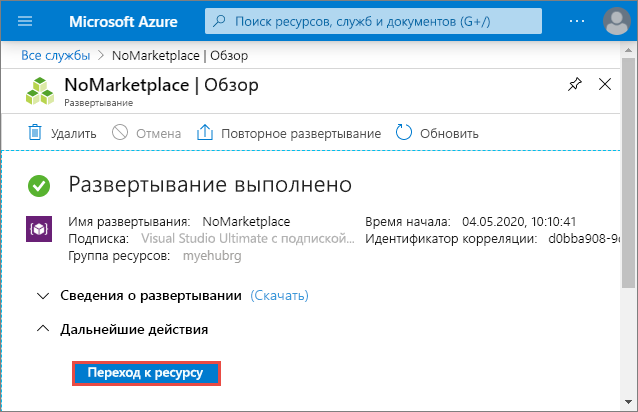 Microsoft Azure
Поиск ресурсов, служб и документов (G+/)
Все службы > NoMarketplace | Обзор
NoMarketplace | Обзор
Развертывание
Удалить Отмена Повторное развертывание Обновить
Развертывание выполнено
Имя развертывания: NoMarketplace Время начала: 04.05.2020, 10:10:41
Подписка: Visual Studio Ultimate с подпиской... Идентификатор корреляции: d0bba908-9
Группа ресурсов: myehubrg
Сведения о развертывании (Скачать)
Дальнейшие действия
Переход к ресурсу